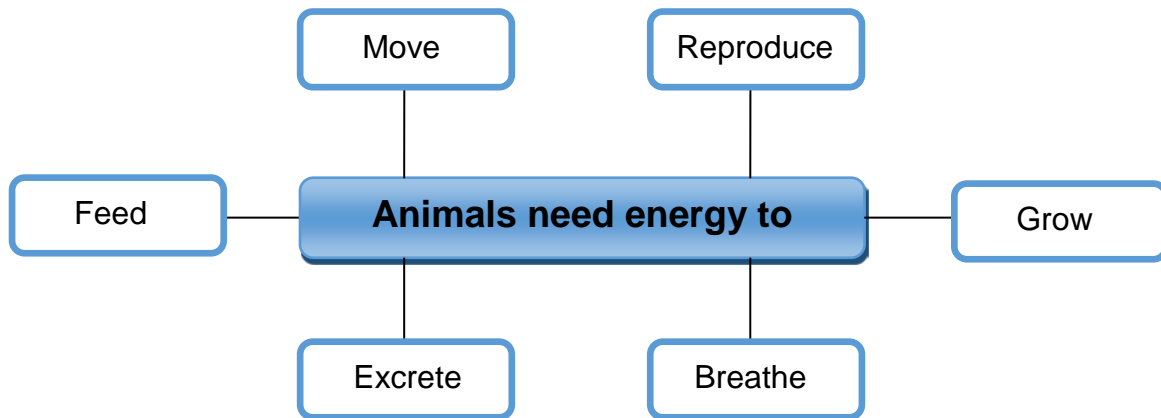 Move
Reproduce
Feed
Animals need energy to
Grow
Excrete
Breathe